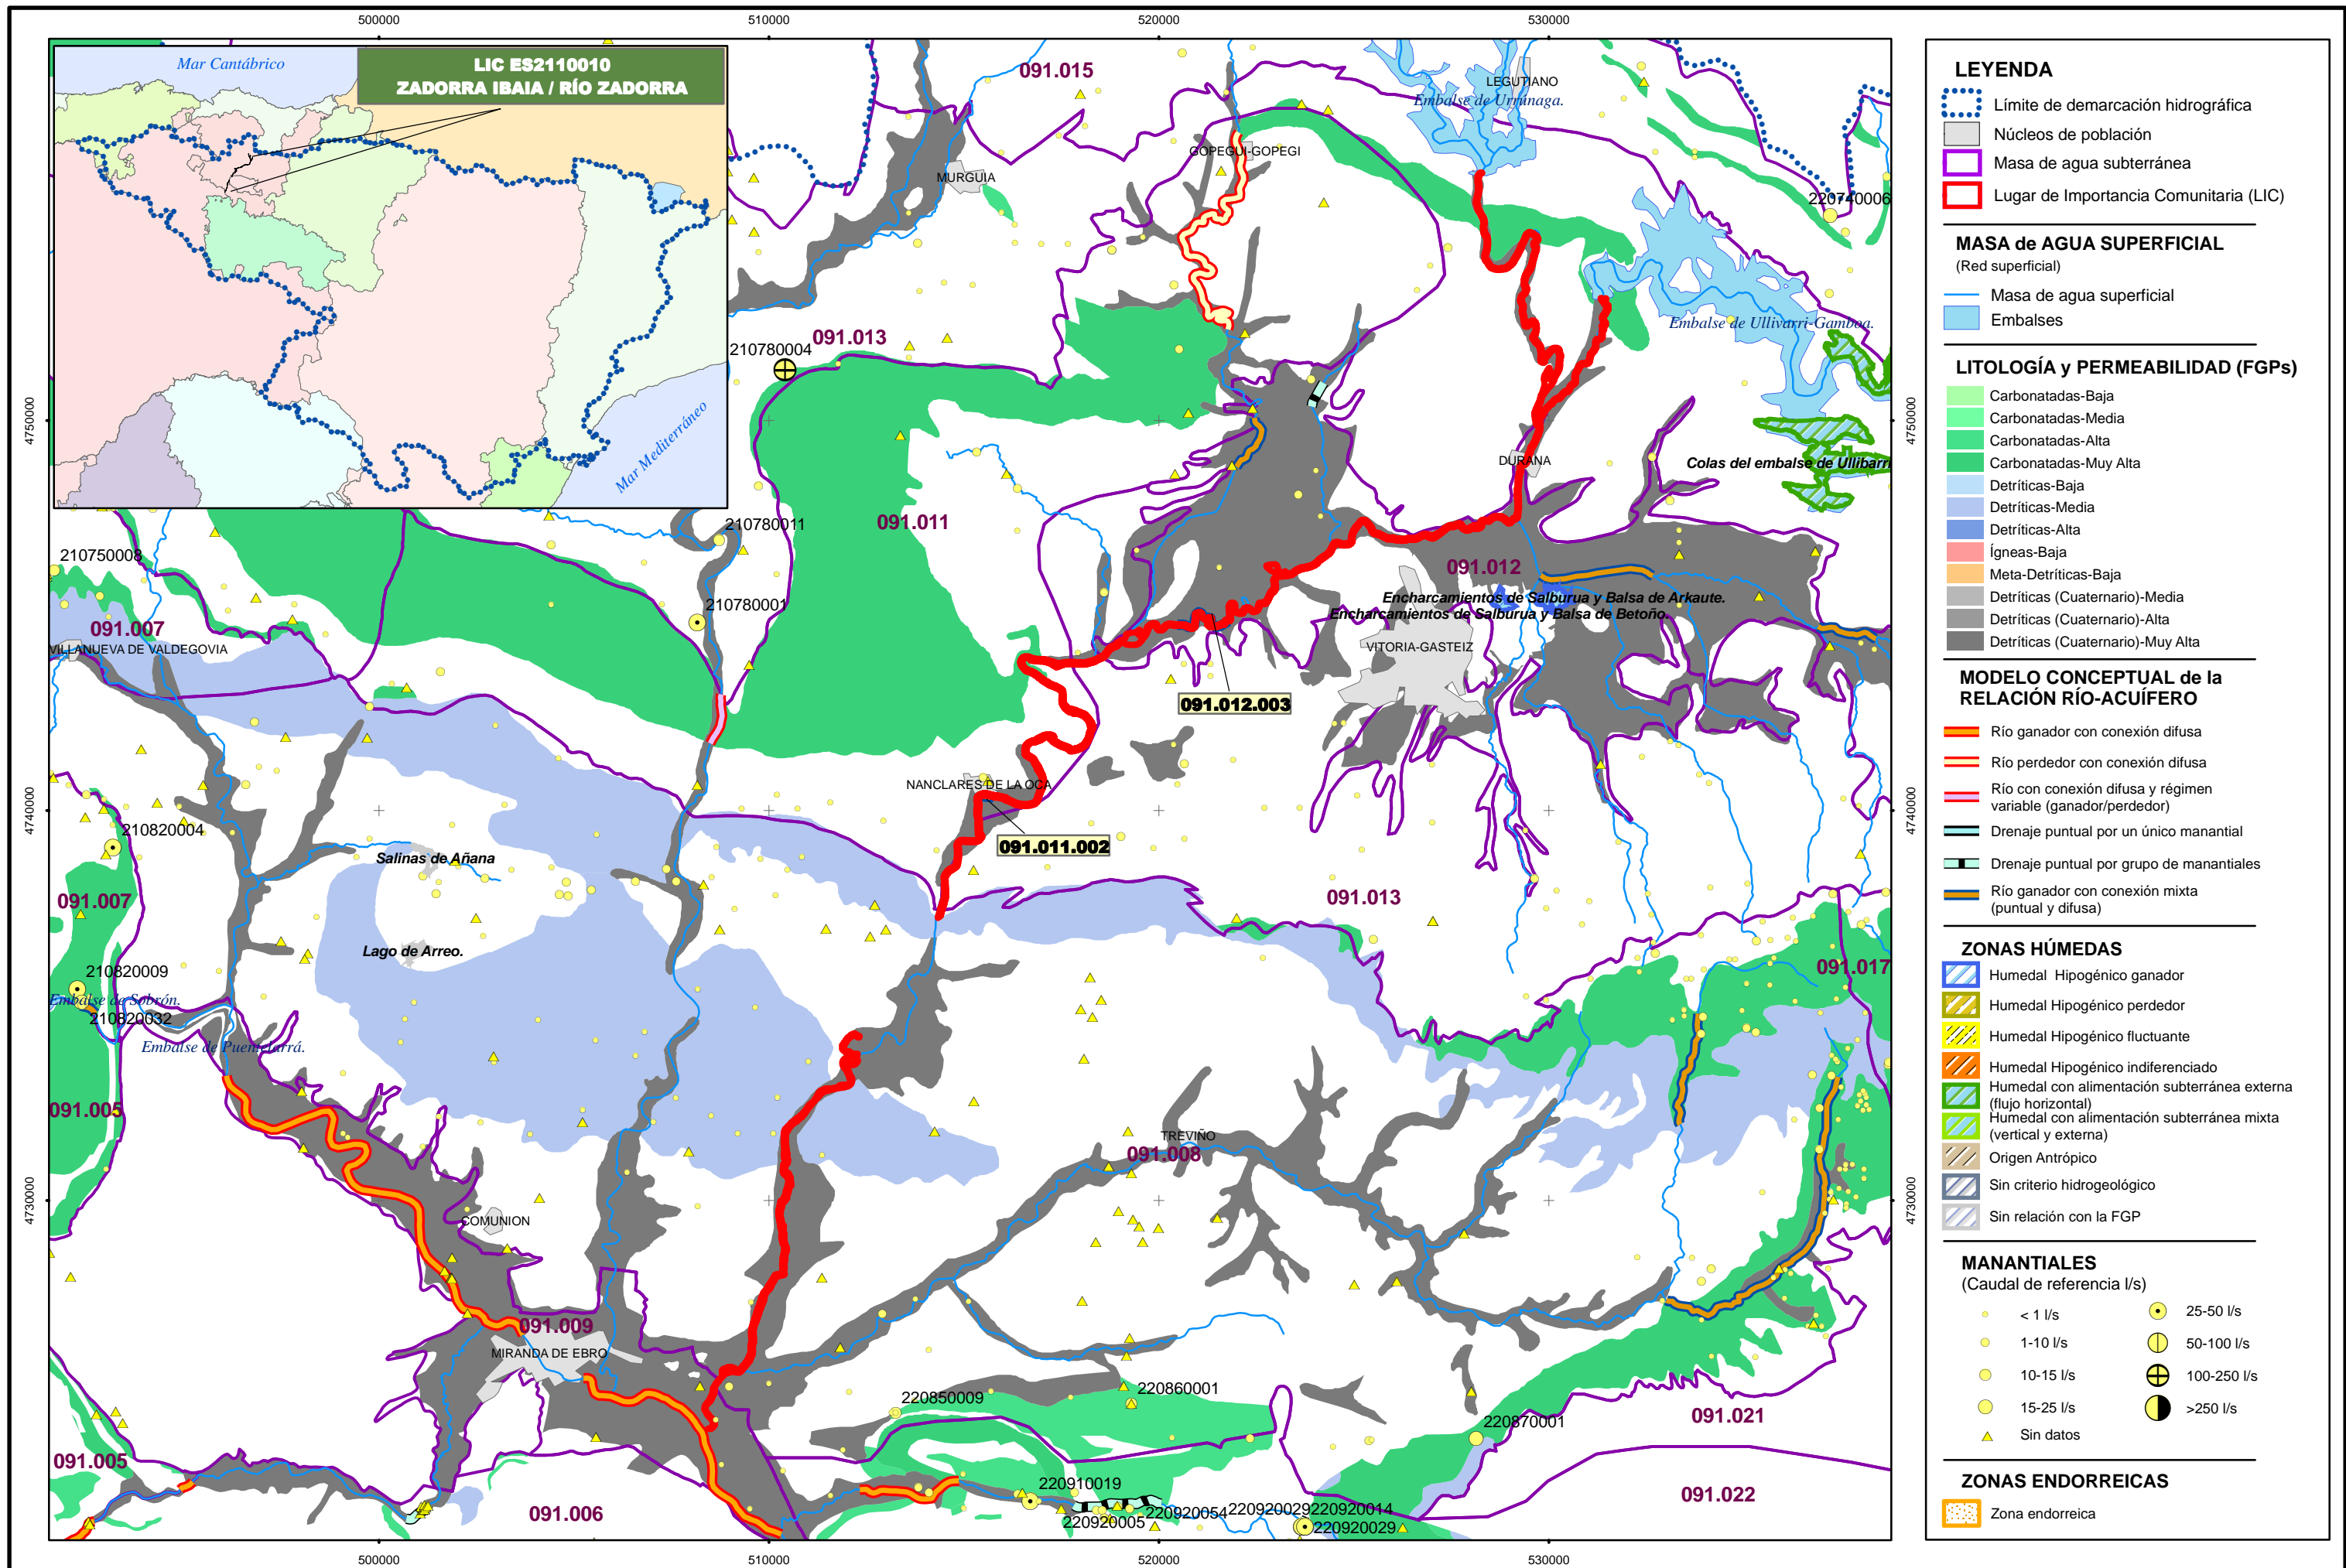 500000
510000
520000
530000
Mar Cantábrico
LIC ES2110010
ZADORRA IBAIA / RÍO ZADORRA
Mar Mediterráneo
091.015
LEGUTIANO
Embalse de Urrúnaga.
GOPEGUI-GOPEGI
MURGUIA
220740006
Embalse de Ullivarri-Gamboa.
091.013
210780004
4750000
4750000
DURANA
Colas del embalse de Ullibarri
091.011
210780011
210750008
091.012
Encharcamientos de Salburua y Balsa de Arkaute.
Encharcamientos de Salburua y Balsa de Betoño.
210780001
091.007
VILLANUEVA DE VALDEGOVIA
VITORIA-GASTEIZ
091.012.003
NANCLARES DE LA OCA
4740000
4740000
210820004
091.011.002
Salinas de Añana
091.007
091.013
Lago de Arreo.
091.017
210820009
Embalse de Sobrón.
210820032
Embalse de Puentelarrá.
091.005
TREVIÑO
091.008
4730000
4730000
COMUNION
091.009
MIRANDA DE EBRO
220860001
220850009
091.021
220870001
091.005
220910019
091.022
091.006
220920054
220920029
220920014
220920005
220920029
500000
510000
520000
530000
LEYENDA
Límite de demarcación hidrográfica
Núcleos de población
Masa de agua subterránea
Lugar de Importancia Comunitaria (LIC)
MASA de AGUA SUPERFICIAL
(Red superficial)
Masa de agua superficial
Embalses
LITOLOGÍA y PERMEABILIDAD (FGPs)
Carbonatadas-Baja
Carbonatadas-Media
Carbonatadas-Alta
Carbonatadas-Muy Alta
Detríticas-Baja
Detríticas-Media
Detríticas-Alta
Ígneas-Baja
Meta-Detríticas-Baja
Detríticas (Cuaternario)-Media
Detríticas (Cuaternario)-Alta
Detríticas (Cuaternario)-Muy Alta
MODELO CONCEPTUAL de la
RELACIÓN RÍO-ACUÍFERO
Río ganador con conexión difusa
Río perdedor con conexión difusa
Río con conexión difusa y régimen
variable (ganador/perdedor)
Drenaje puntual por un único manantial
Drenaje puntual por grupo de manantiales
Río ganador con conexión mixta
(puntual y difusa)
ZONAS HÚMEDAS
Humedal Hipogénico ganador
Humedal Hipogénico perdedor
Humedal Hipogénico fluctuante
Humedal Hipogénico indiferenciado
Humedal con alimentación subterránea externa
(flujo horizontal)
Humedal con alimentación subterránea mixta
(vertical y externa)
Origen Antrópico
Sin criterio hidrogeológico
Sin relación con la FGP
MANANTIALES
(Caudal de referencia l/s)
< 1 l/s
25-50 l/s
1-10 l/s
50-100 l/s
10-15 l/s
100-250 l/s
15-25 l/s
>250 l/s
Sin datos
ZONAS ENDORREICAS
Zona endorreica